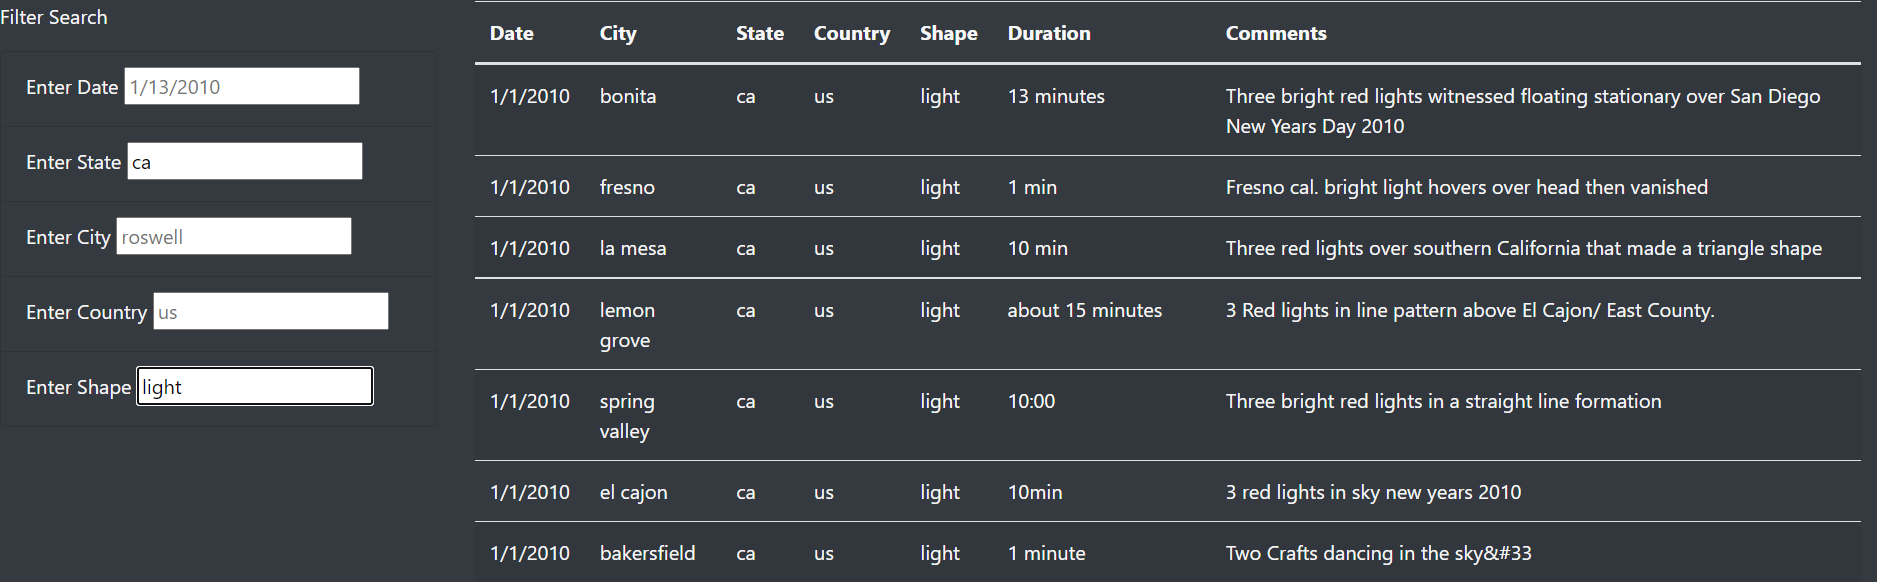 Filter Search
Enter Date 1/13/2010
Enter State ca
Enter City roswell
Enter Country us
Enter Shape light
Date City State Country Shape Duration Comments
1/1/2010 bonita ca us light 13 minutes Three bright red lights witnessed floating stationary over San Diego
New Years Day 2010
1/1/2010 fresno ca us light 1 min Fresno cal. bright light hovers over head then vanished
1/1/2010 la mesa ca us light 10 min Three red lights over southern California that made a triangle shape
1/1/2010 lemon ca us light about 15 minutes 3 Red lights in line pattern above El Cajon/ East County.
grove
1/1/2010 spring ca us light 10:00 Three bright red lights in a straight line formation
valley
1/1/2010 el cajon ca us light 10min 3 red lights in sky new years 2010
1/1/2010 bakersfield ca us light 1 minute Two Crafts dancing in the sky&#33